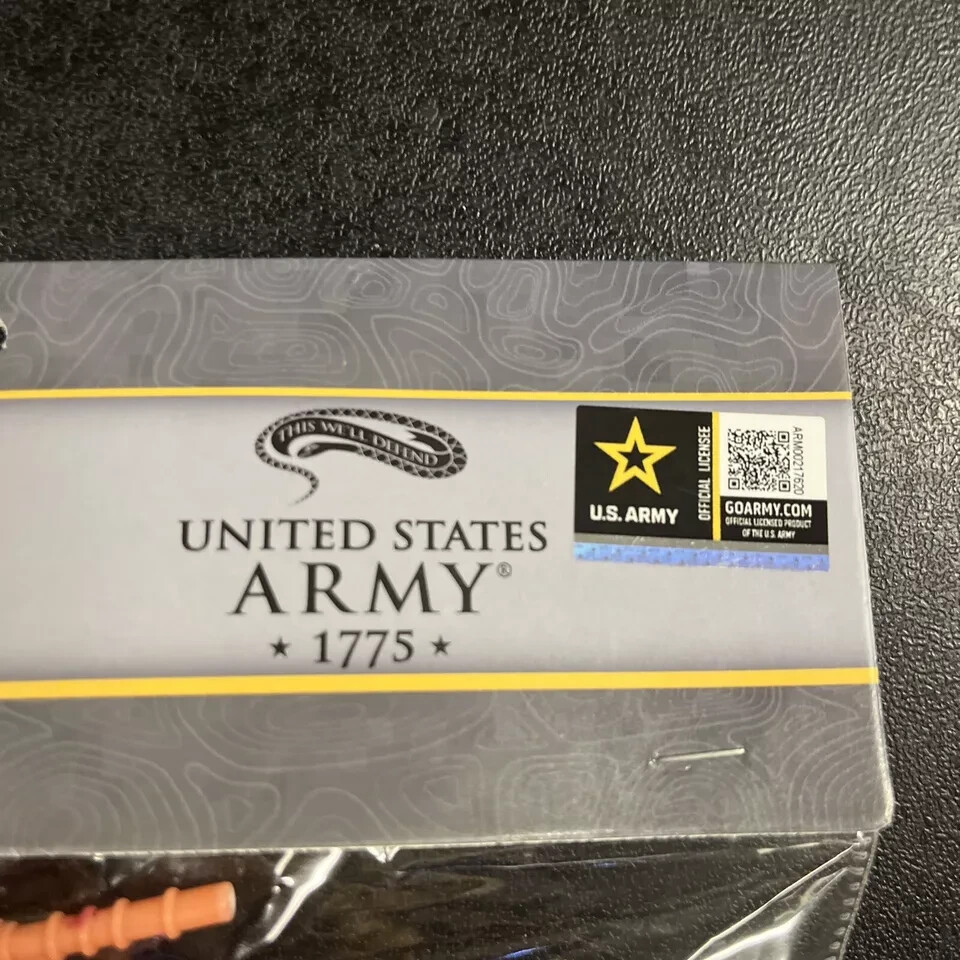 THIS WE'LL DEFEND
UNITED STATES
ARMY®
★ 1775 ★
U.S. ARMY
OFFICIAL LICENSEE
ARM00217620
GOARMY.COM
OFFICIAL LICENSED PRODUCT
OF THE U.S. ARMY